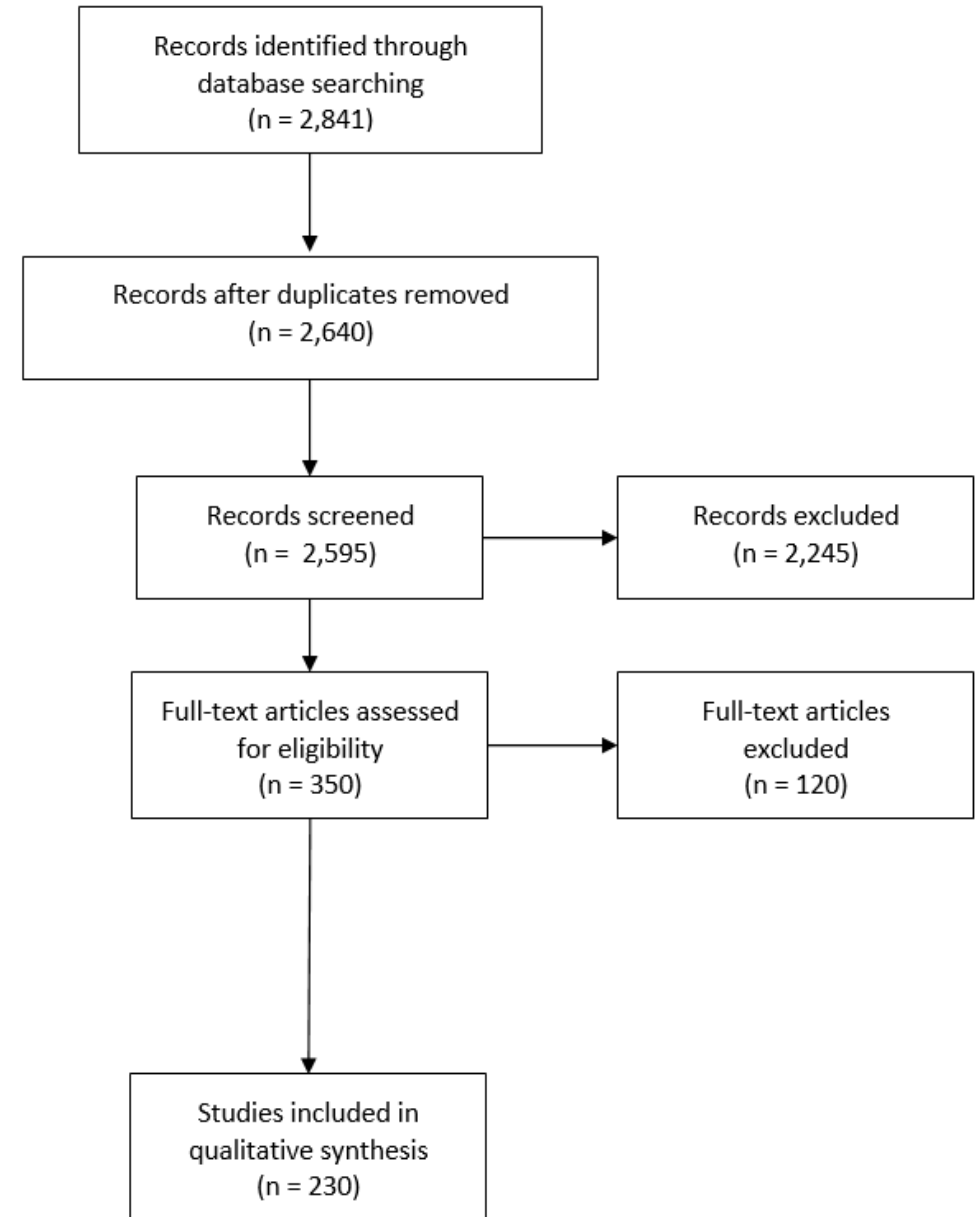 Records identified through
database searching
(n = 2,841)
Records after duplicates removed
(n = 2,640)
Records screened
(n =  2,595)
Records excluded
(n = 2,245)
Full-text articles assessed
for eligibility
(n = 350)
Full-text articles
excluded
(n = 120)
Studies included in
qualitative synthesis
(n = 230)